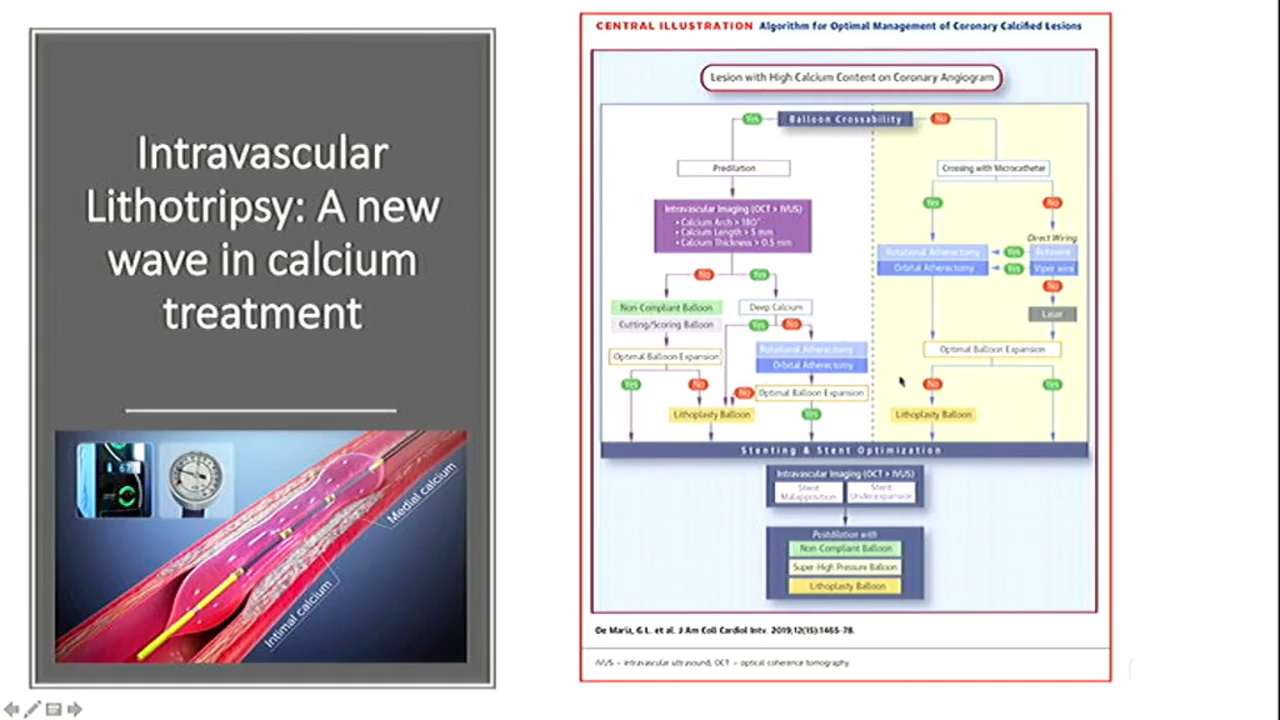 Intravascular
Lithotripsy: A new
wave in calcium
treatment
Medial calcium
Intimal calcium
CENTRAL ILLUSTRATION Algorithm for Optimal Management of Coronary Calcified Lesions
Lesion with High Calcium Content on Coronary Angiogram
Yes
Balloon Crossability
No
Predilation
Crossing with Microcatheter
Intravascular Imaging (OCT > IVUS)
• Calcium Arch > 180°
• Calcium Length > 5 mm
• Calcium Thickness > 0.5 mm
Yes
No
Direct Wiring
Rotational Atherectomy
Yes
Rotawire
Orbital Atherectomy
Yes
Viper wire
No
Yes
No
Non-Compliant Balloon
Deep Calcium
Laser
Cutting/Scoring Balloon
Yes
No
Optimal Balloon Expansion
Rotational Atherectomy
Orbital Atherectomy
Optimal Balloon Expansion
Yes
No
No
Optimal Balloon Expansion
No
Yes
Lithoplasty Balloon
Yes
Lithoplasty Balloon
Stenting & Stent Optimization
Intravascular Imaging (OCT > IVUS)
Stent
Malapposition
Stent
Underexpansion
Postdilation with
Non-Compliant Balloon
Super-High Pressure Balloon
Lithoplasty Balloon
De Maria, G.L. et al. J Am Coll Cardiol Intv. 2019;12(15):1465-78.
IVUS = intravascular ultrasound; OCT = optical coherence tomography